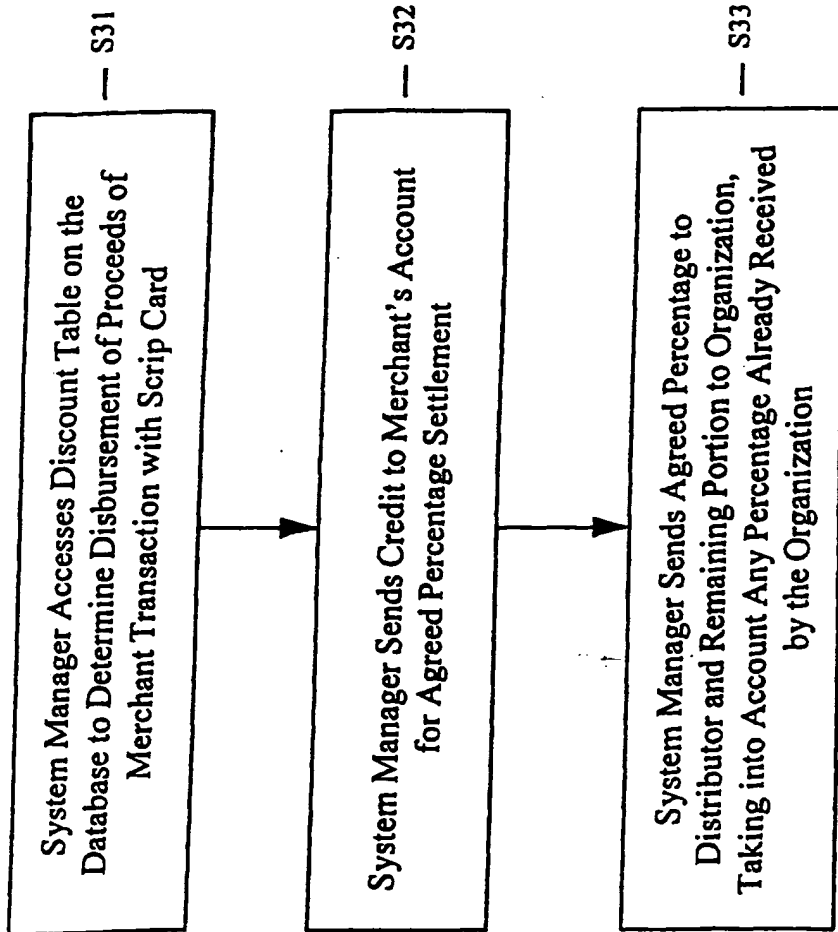 System Manager Accesses Discount Table on the
Database to Determine Disbursement of Proceeds of
Merchant Transaction with Scrip Card
S31
System Manager Sends Credit to Merchant's Account
for Agreed Percentage Settlement
S32
System Manager Sends Agreed Percentage to
Distributor and Remaining Portion to Organization,
Taking into Account Any Percentage Already Received
by the Organization
S33